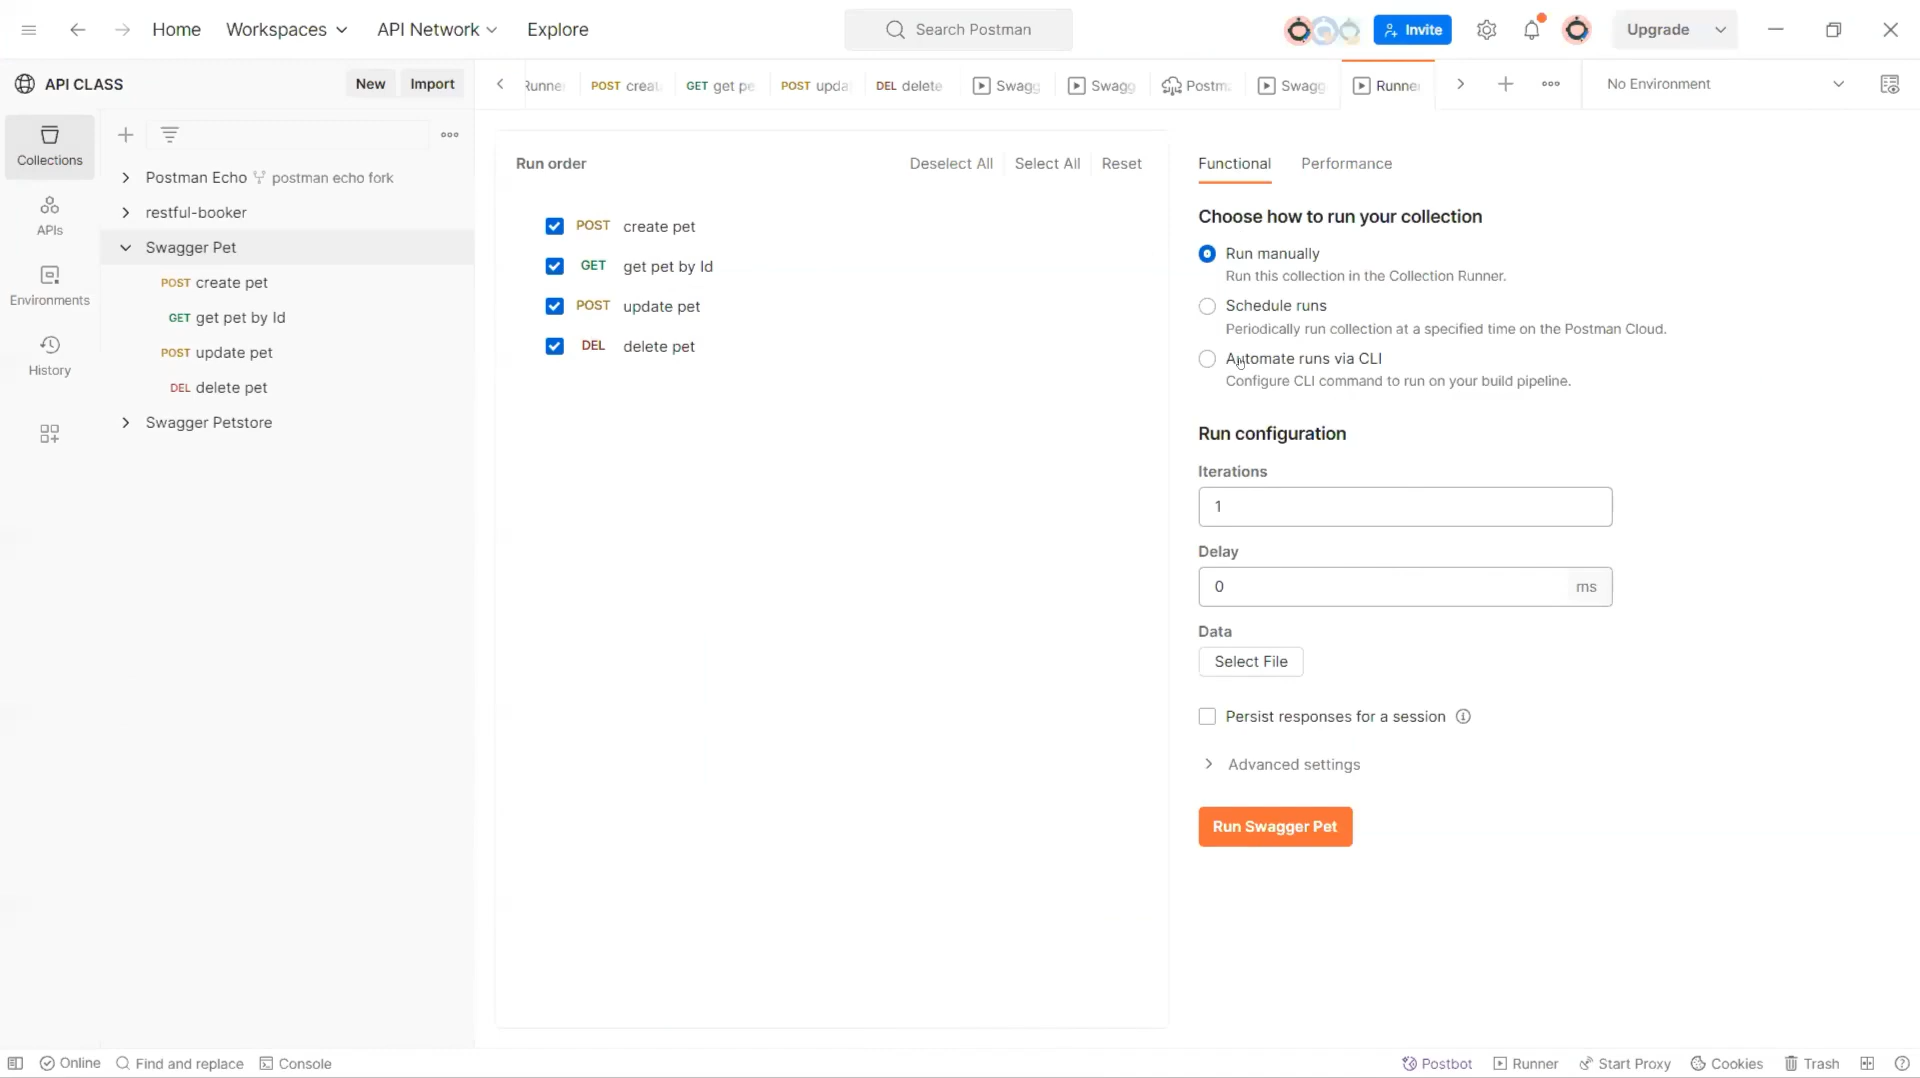 Home Workspaces API Network Explore Search Postman Invite Upgrade
API CLASS New Import Runner POST creat GET get pe POST upda DEL delete Swagg Swagg Postm Swagg Runner No Environment
Collections
APIs
Environments
History
Postman Echo postman echo fork
restful-booker
Swagger Pet
POST create pet
GET get pet by Id
POST update pet
DEL delete pet
Swagger Petstore
Run order Deselect All Select All Reset
POST create pet
GET get pet by Id
POST update pet
DEL delete pet
Functional Performance
Choose how to run your collection
Run manually
Run this collection in the Collection Runner.
Schedule runs
Periodically run collection at a specified time on the Postman Cloud.
Automate runs via CLI
Configure CLI command to run on your build pipeline.
Run configuration
Iterations
1
Delay
0 ms
Data
Select File
Persist responses for a session
Advanced settings
Run Swagger Pet
Online Find and replace Console Postbot Runner Start Proxy Cookies Trash